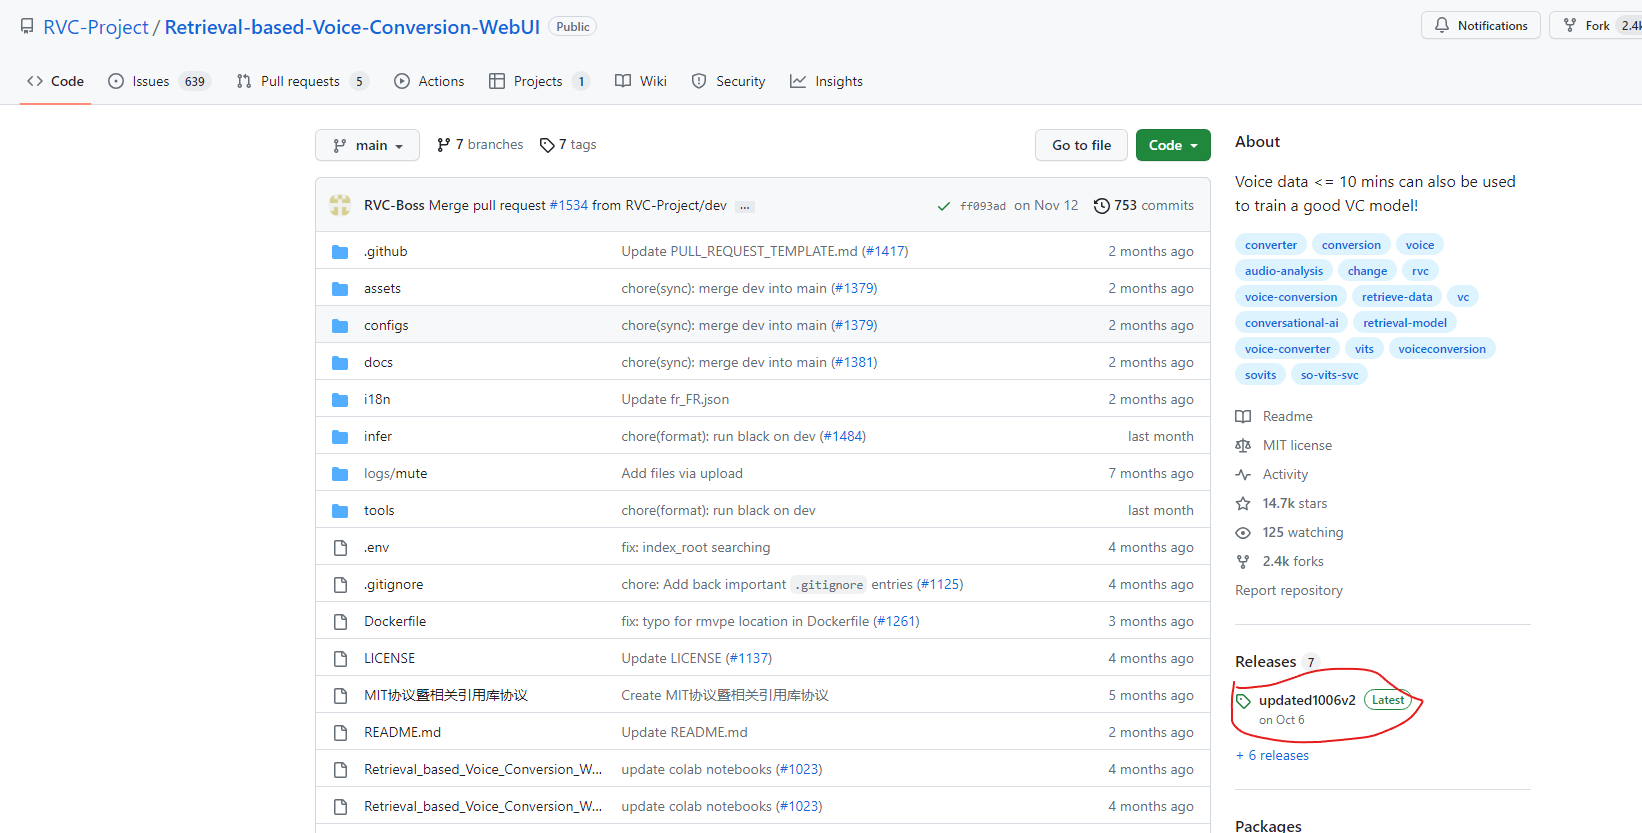 RVC-Project / Retrieval-based-Voice-Conversion-WebUI Public
Notifications
Fork 2.4k
Code
Issues 639
Pull requests 5
Actions
Projects 1
Wiki
Security
Insights
main
7 branches
7 tags
Go to file
Code
RVC-Boss Merge pull request #1534 from RVC-Project/dev ...
ff093ad on Nov 12
753 commits
.github Update PULL_REQUEST_TEMPLATE.md (#1417) 2 months ago
assets chore(sync): merge dev into main (#1379) 2 months ago
configs chore(sync): merge dev into main (#1379) 2 months ago
docs chore(sync): merge dev into main (#1381) 2 months ago
i18n Update fr_FR.json 2 months ago
infer chore(format): run black on dev (#1484) last month
logs/mute Add files via upload 7 months ago
tools chore(format): run black on dev last month
.env fix: index_root searching 4 months ago
.gitignore chore: Add back important .gitignore entries (#1125) 4 months ago
Dockerfile fix: typo for rmvpe location in Dockerfile (#1261) 3 months ago
LICENSE Update LICENSE (#1137) 4 months ago
MIT协议暨相关引用库协议 Create MIT协议暨相关引用库协议 5 months ago
README.md Update README.md 2 months ago
Retrieval_based_Voice_Conversion_W... update colab notebooks (#1023) 4 months ago
Retrieval_based_Voice_Conversion_W... update colab notebooks (#1023) 4 months ago
About
Voice data <= 10 mins can also be used
to train a good VC model!
converter conversion voice
audio-analysis change rvc
voice-conversion retrieve-data vc
conversational-ai retrieval-model
voice-converter vits voiceconversion
sovits so-vits-svc
Readme
MIT license
Activity
14.7k stars
125 watching
2.4k forks
Report repository
Releases 7
updated1006v2 Latest
on Oct 6
+ 6 releases
Packages